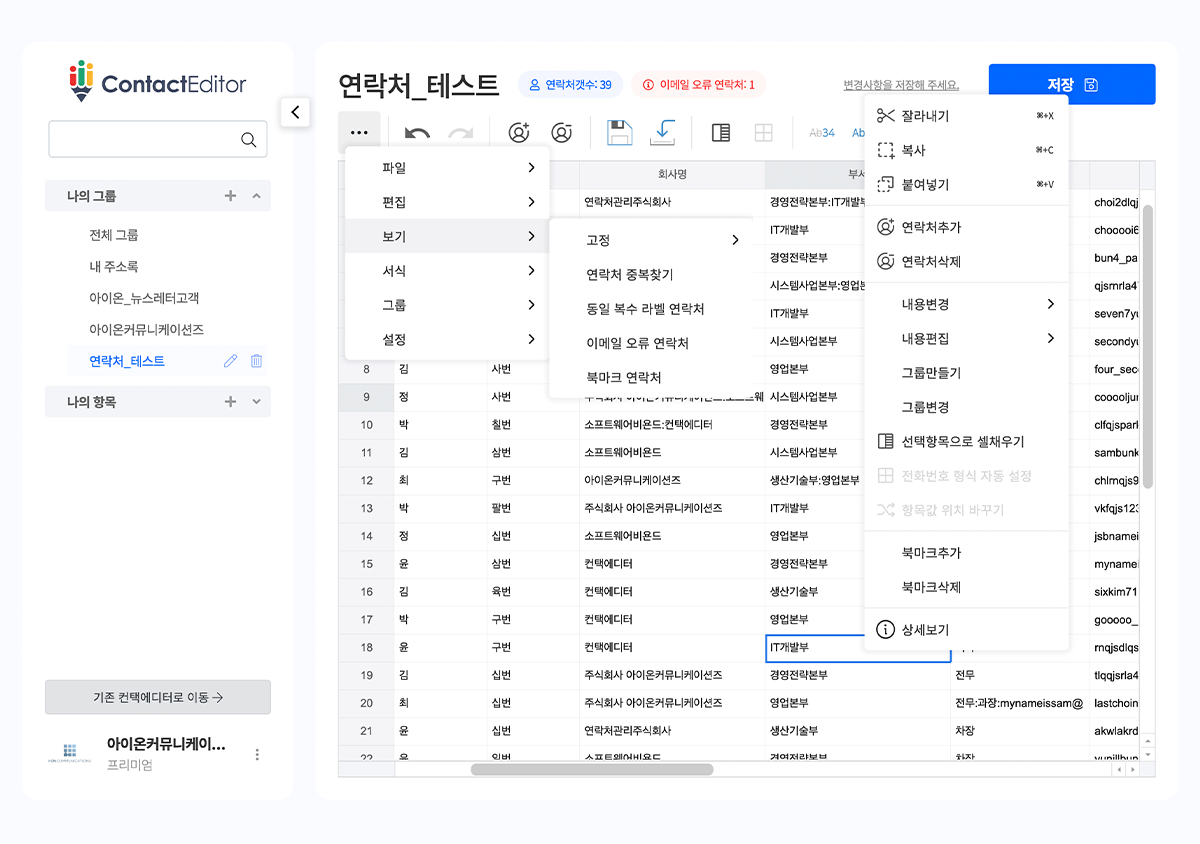 ContactEditor
나의 그룹
전체 그룹
내 주소록
아이온_뉴스레터고객
아이온커뮤니케이션즈
연락처_테스트
나의 항목
기존 컨택에디터로 이동
아이온커뮤니케이...
프리미엄
연락처_테스트
연락처갯수: 39
이메일 오류 연락처: 1
변경사항을 저장해 주세요.
저장
Ab34
Ab
파일
편집
보기
서식
그룹
설정
고정
연락처 중복찾기
동일 복수 라벨 연락처
이메일 오류 연락처
북마크 연락처
잘라내기 ⌘+X
복사 ⌘+C
붙여넣기 ⌘+V
연락처추가
연락처삭제
내용변경
내용편집
그룹만들기
그룹변경
선택항목으로 셀채우기
전화번호 형식 자동 설정
항목값 위치 바꾸기
북마크추가
북마크삭제
상세보기
회사명 부서
연락처관리주식회사 경영전략본부:IT개발부 choi2dlqj
IT개발부 chooooi6
경영전략본부 bun4_pa
시스템사업본부:영업본 qjsmrla4
IT개발부 seven7yu
시스템사업본부 secondyu
8 김 사번 영업본부 four_sec
9 정 사번 시스템사업본부 cooooljur
10 박 칠번 소프트웨어비욘드:컨택에디터 경영전략본부 clfqjspark
11 김 삼번 소프트웨어비욘드 시스템사업본부 sambunk
12 최 구번 아이온커뮤니케이션즈 생산기술부:영업본부 chlrnqjs9
13 박 팔번 주식회사 아이온커뮤니케이션즈 IT개발부 vkfqjs123
14 정 십번 소프트웨어비욘드 영업본부 jsbnamei
15 윤 삼번 컨택에디터 경영전략본부 mynamei
16 김 육번 컨택에디터 생산기술부 sixkim71
17 박 구번 컨택에디터 영업본부 gooooo_
18 윤 구번 컨택에디터 IT개발부 rnqjsdlqs
19 김 십번 주식회사 아이온커뮤니케이션즈 경영전략본부 전무 tlqqjsrla4
20 최 십번 주식회사 아이온커뮤니케이션즈 영업본부 전무:과장:mynameissam@ lastchoin
21 윤 십번 연락처관리주식회사 생산기술부 차장 akwlakrd
22 윤 일번 소프트웨어비욘드 경영전략본부 차장